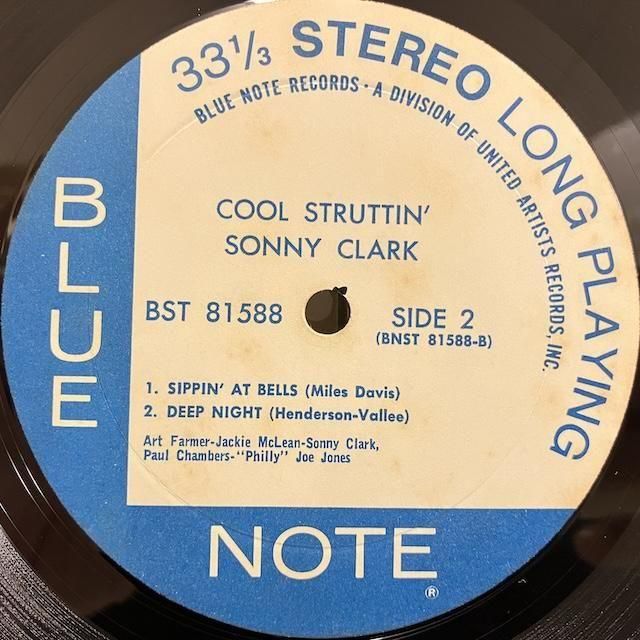 33 1/3 STEREO LONG PLAYING
BLUE NOTE RECORDS · A DIVISION OF UNITED ARTISTS RECORDS, INC.
COOL STRUTTIN'
SONNY CLARK
BST 81588
SIDE 2
(BNST 81588-B)
1. SIPPIN' AT BELLS (Miles Davis)
2. DEEP NIGHT (Henderson-Vallee)
Art Farmer-Jackie McLean-Sonny Clark,
Paul Chambers-"Philly" Joe Jones
BLUE
NOTE
®